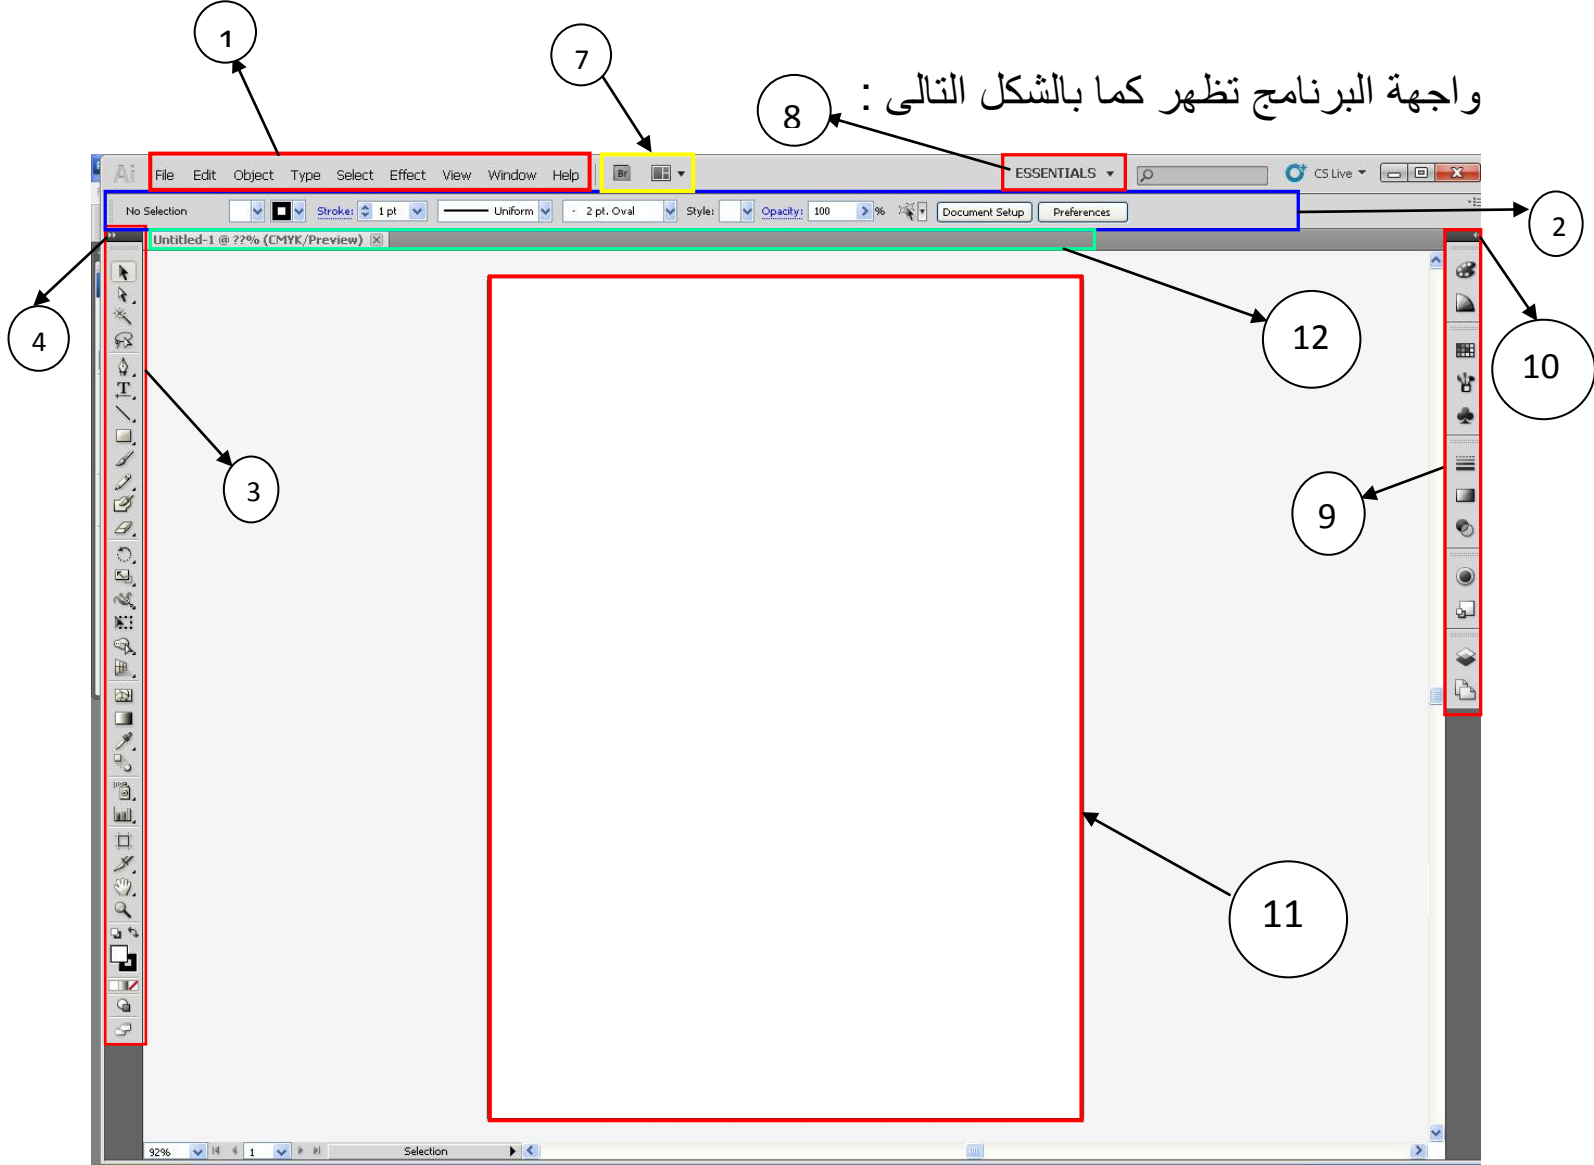 1
7
واجهة البرنامج تظهر كما بالشكل التالى :
8
Ai File Edit Object Type Select Effect View Window Help Br ESSENTIALS CS Live
No Selection Stroke: 1 pt Uniform 2 pt. Oval Style: Opacity: 100 % Document Setup Preferences
2
Untitled-1 @ ??% (CMYK/Preview)
4
12
10
3
9
11
92% 1 Selection